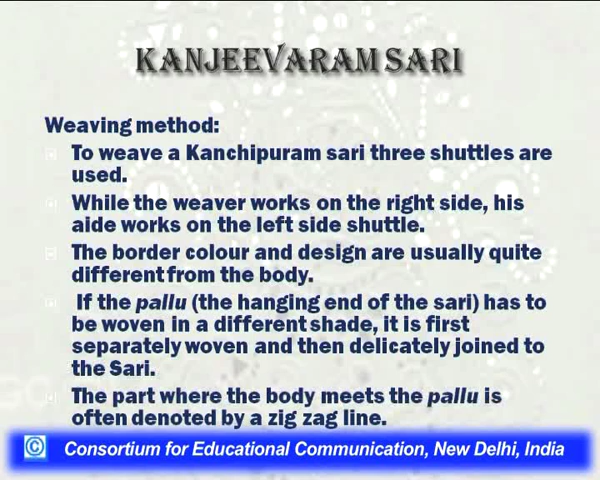 KANJEEVARAM SARI
Weaving method:
To weave a Kanchipuram sari three shuttles are
used.
While the weaver works on the right side, his
aide works on the left side shuttle.
The border colour and design are usually quite
different from the body.
If the pallu (the hanging end of the sari) has to
be woven in a different shade, it is first
separately woven and then delicately joined to
the Sari.
The part where the body meets the pallu is
often denoted by a zig zag line.
© Consortium for Educational Communication, New Delhi, India